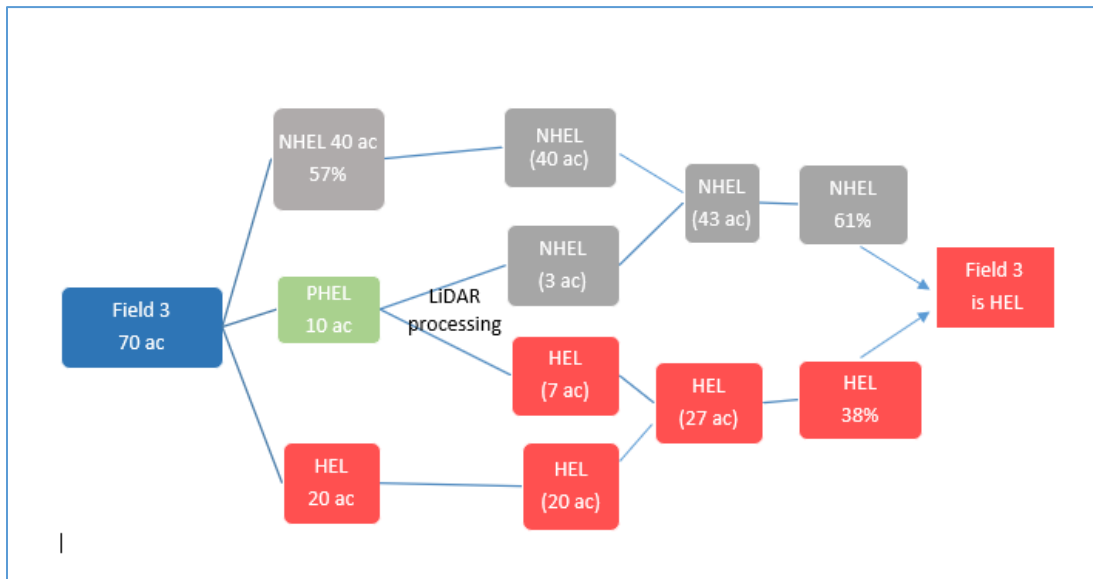 Field 3
70 ac
NHEL 40 ac
57%
PHEL
10 ac
HEL
20 ac
LiDAR
processing
NHEL
(40 ac)
NHEL
(3 ac)
HEL
(7 ac)
HEL
(20 ac)
NHEL
(43 ac)
HEL
(27 ac)
NHEL
61%
HEL
38%
Field 3
is HEL